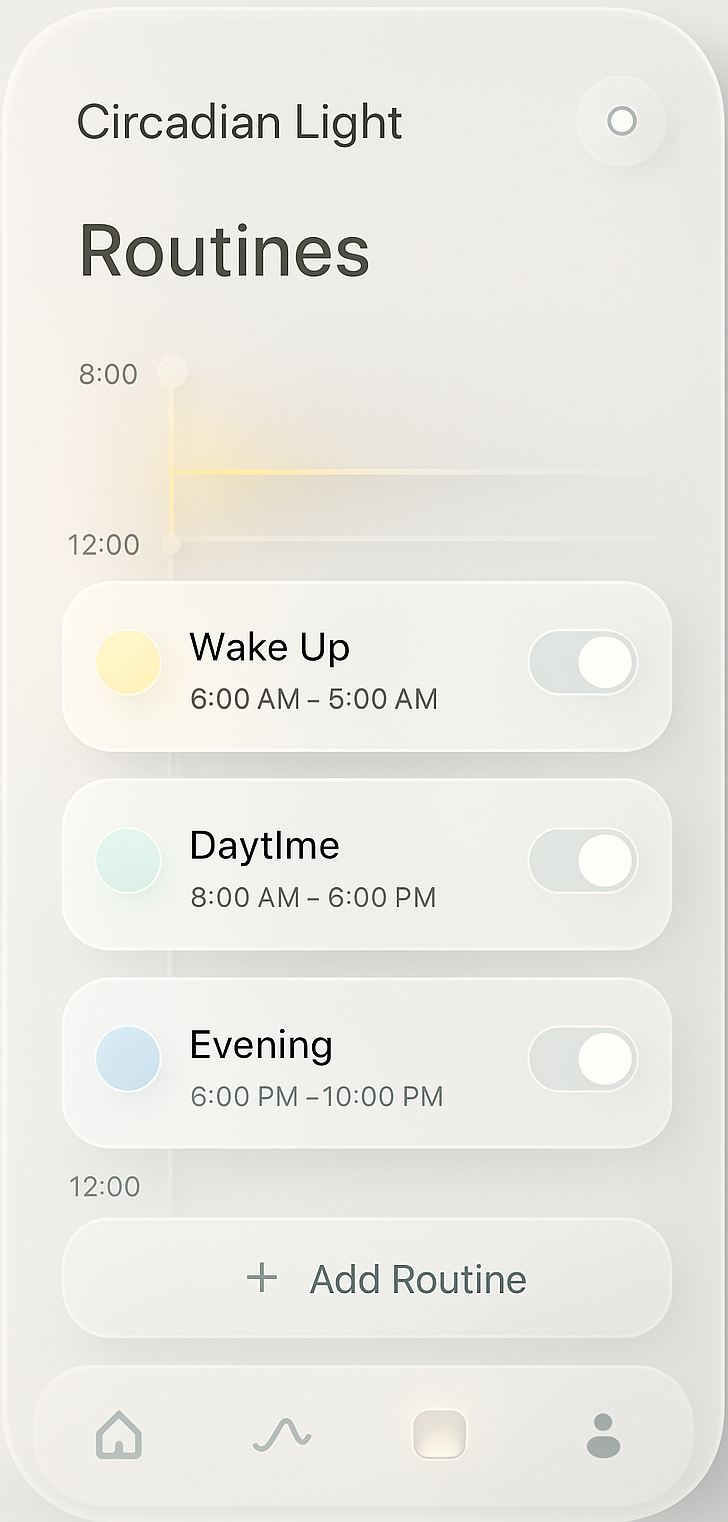 Circadian Light
Routines
8:00
12:00
Wake Up
6:00 AM – 5:00 AM
DaytIme
8:00 AM – 6:00 PM
Evening
6:00 PM –10:00 PM
12:00
+ Add Routine